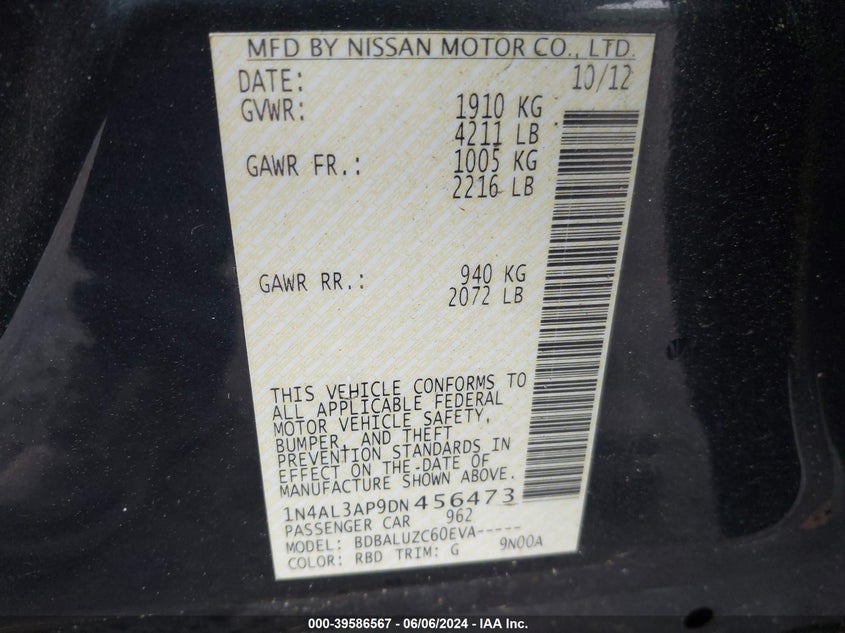 MFD BY NISSAN MOTOR CO., LTD.
DATE: 10/12
GVWR: 1910 KG
4211 LB
GAWR FR.: 1005 KG
2216 LB
GAWR RR.: 940 KG
2072 LB
THIS VEHICLE CONFORMS TO
ALL APPLICABLE FEDERAL
MOTOR VEHICLE SAFETY,
BUMPER, AND THEFT
PREVENTION STANDARDS IN
EFFECT ON THE DATE OF
MANUFACTURE SHOWN ABOVE.
1N4AL3AP9DN456473
PASSENGER CAR 962
MODEL: BDBALUZC60EVA-----
COLOR: RBD TRIM: G 9N00A
000-39586567 - 06/06/2024 - IAA Inc.